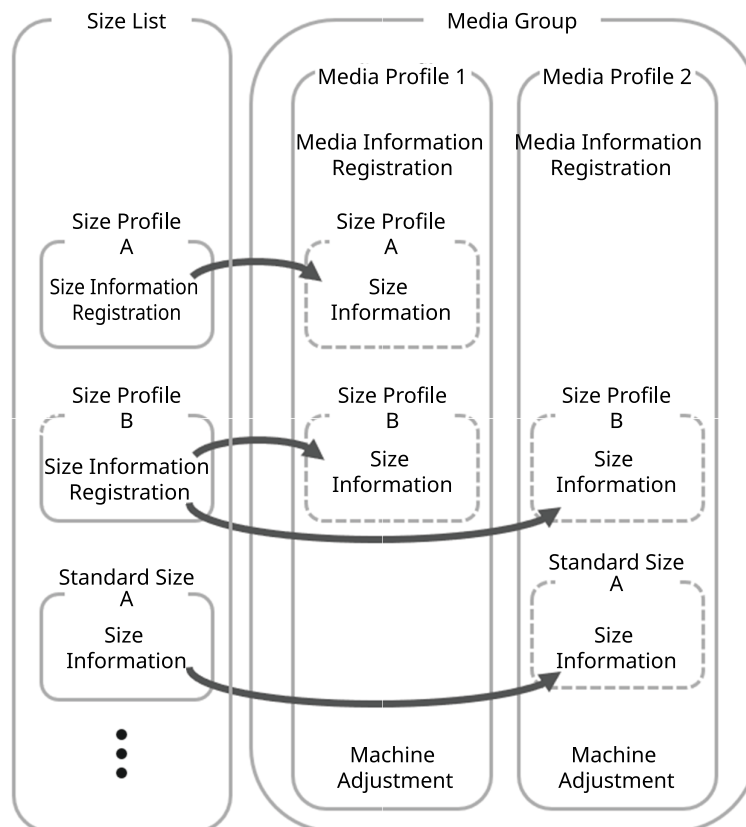 Size List
Media Group
Media Profile 1
Media Profile 2
Media Information
Registration
Media Information
Registration
Size Profile
A
Size Information
Registration
Size Profile
A
Size
Information
Size Profile
B
Size Information
Registration
Size Profile
B
Size
Information
Size Profile
B
Size
Information
Standard Size
A
Size
Information
Standard Size
A
Size
Information
Machine
Adjustment
Machine
Adjustment